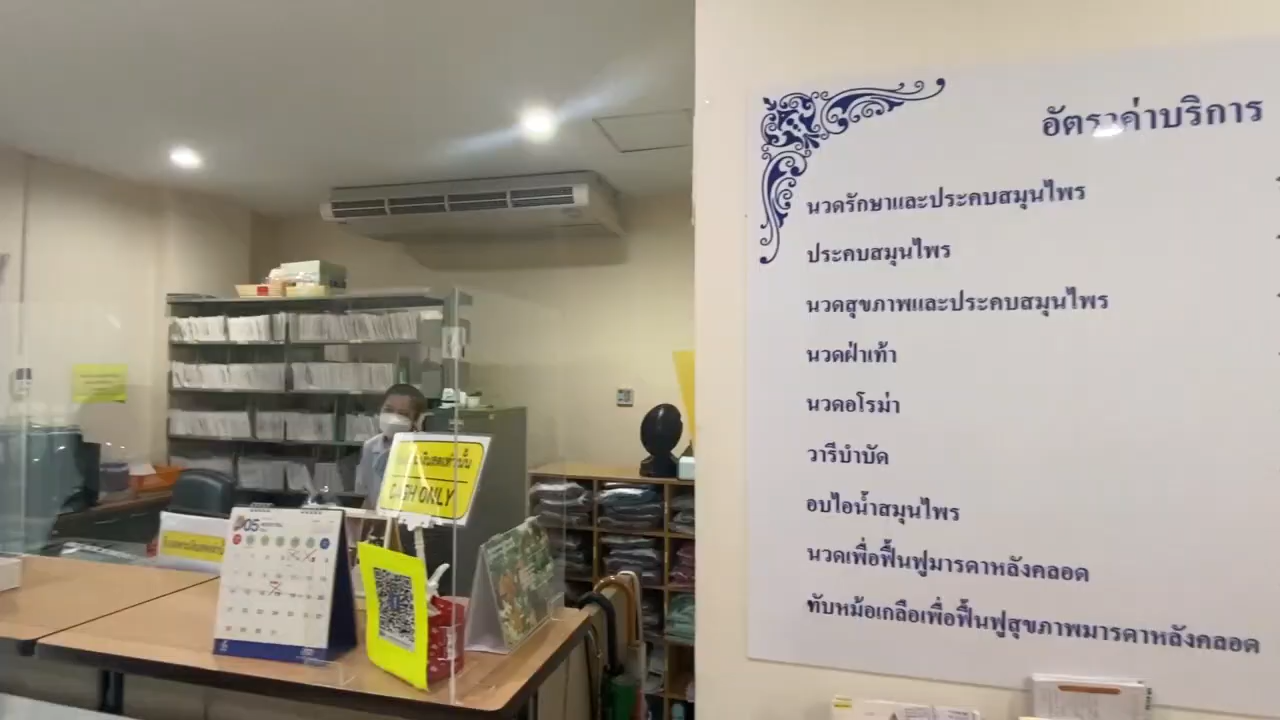 อัตราค่าบริการ
นวดรักษาและประคบสมุนไพร
ประคบสมุนไพร
นวดสุขภาพและประคบสมุนไพร
นวดฝ่าเท้า
นวดอโรม่า
วารีบำบัด
อบไอน้ำสมุนไพร
นวดเพื่อฟื้นฟูมารดาหลังคลอด
ทับหม้อเกลือเพื่อฟื้นฟูสุขภาพมารดาหลังคลอด
CASH ONLY
05